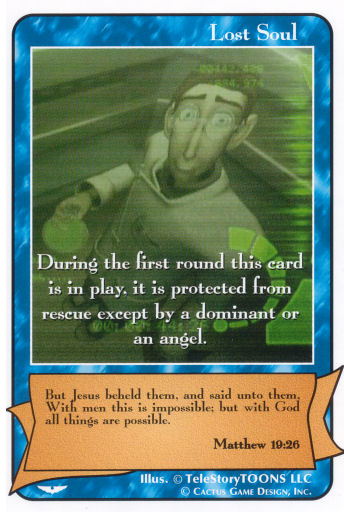 Lost Soul
During the first round this card
is in play, it is protected from
rescue except by a dominant or
an angel.
But Jesus beheld them, and said unto them,
With men this is impossible; but with God
all things are possible.
Matthew 19:26
Illus. © TeleStoryTOONS LLC
© Cactus Game Design, Inc.